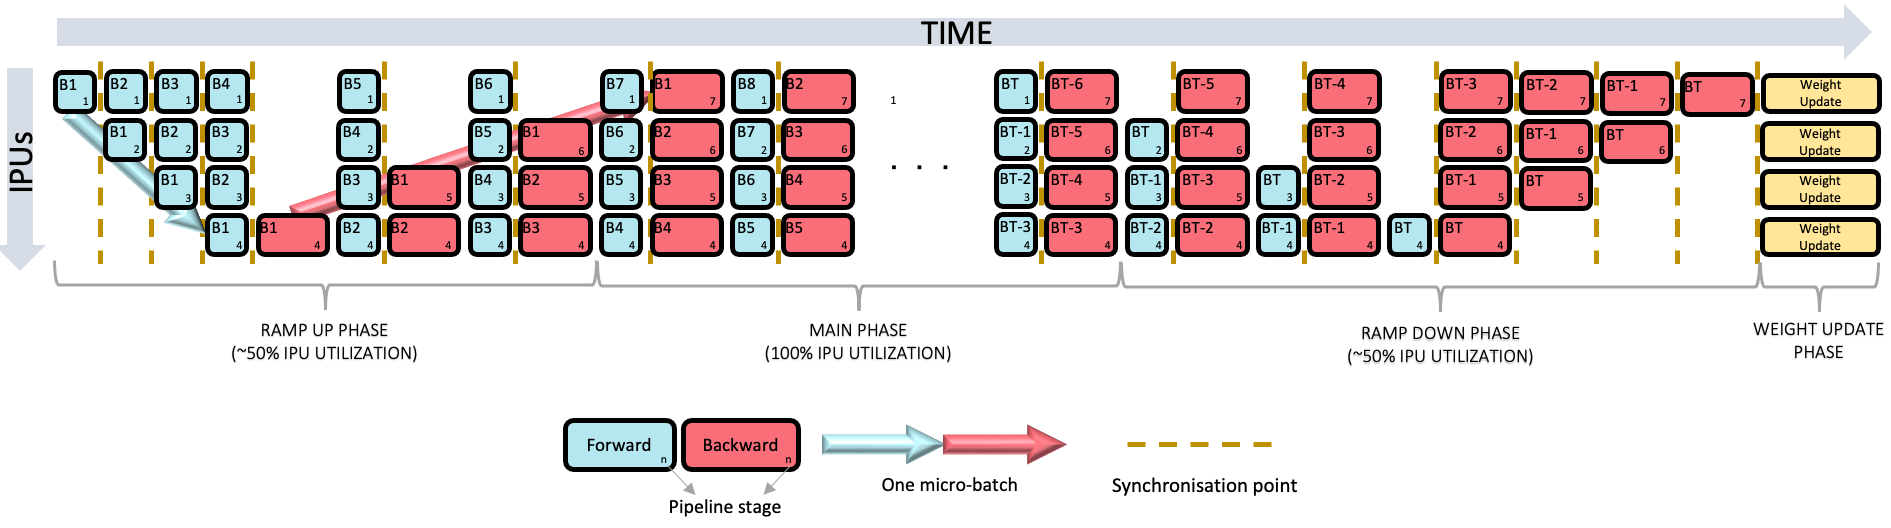 TIME
IPUs
B1 1 B2 1 B3 1 B4 1 B5 1 B6 1 B7 1 B1 7 B8 1 B2 7 1 BT 1 BT-6 7 BT-5 7 BT-4 7 BT-3 7 BT-2 7 BT-1 7 BT 7 Weight Update
B1 2 B2 2 B3 2 B4 2 B5 2 B1 6 B6 2 B2 6 B7 2 B3 6 BT-1 2 BT-5 6 BT 2 BT-4 6 BT-3 6 BT-2 6 BT-1 6 BT 6 Weight Update
. . .
B1 3 B2 3 B3 3 B1 5 B4 3 B2 5 B5 3 B3 5 B6 3 B4 5 BT-2 3 BT-4 5 BT-1 3 BT-3 5 BT 3 BT-2 5 BT-1 5 BT 5 Weight Update
B1 4 B1 4 B2 4 B2 4 B3 4 B3 4 B4 4 B4 4 B5 4 B5 4 BT-3 4 BT-3 4 BT-2 4 BT-2 4 BT-1 4 BT-1 4 BT 4 BT 4 Weight Update
RAMP UP PHASE
(~50% IPU UTILIZATION)
MAIN PHASE
(100% IPU UTILIZATION)
RAMP DOWN PHASE
(~50% IPU UTILIZATION)
WEIGHT UPDATE
PHASE
Forward n
Backward n
Pipeline stage
One micro-batch
Synchronisation point